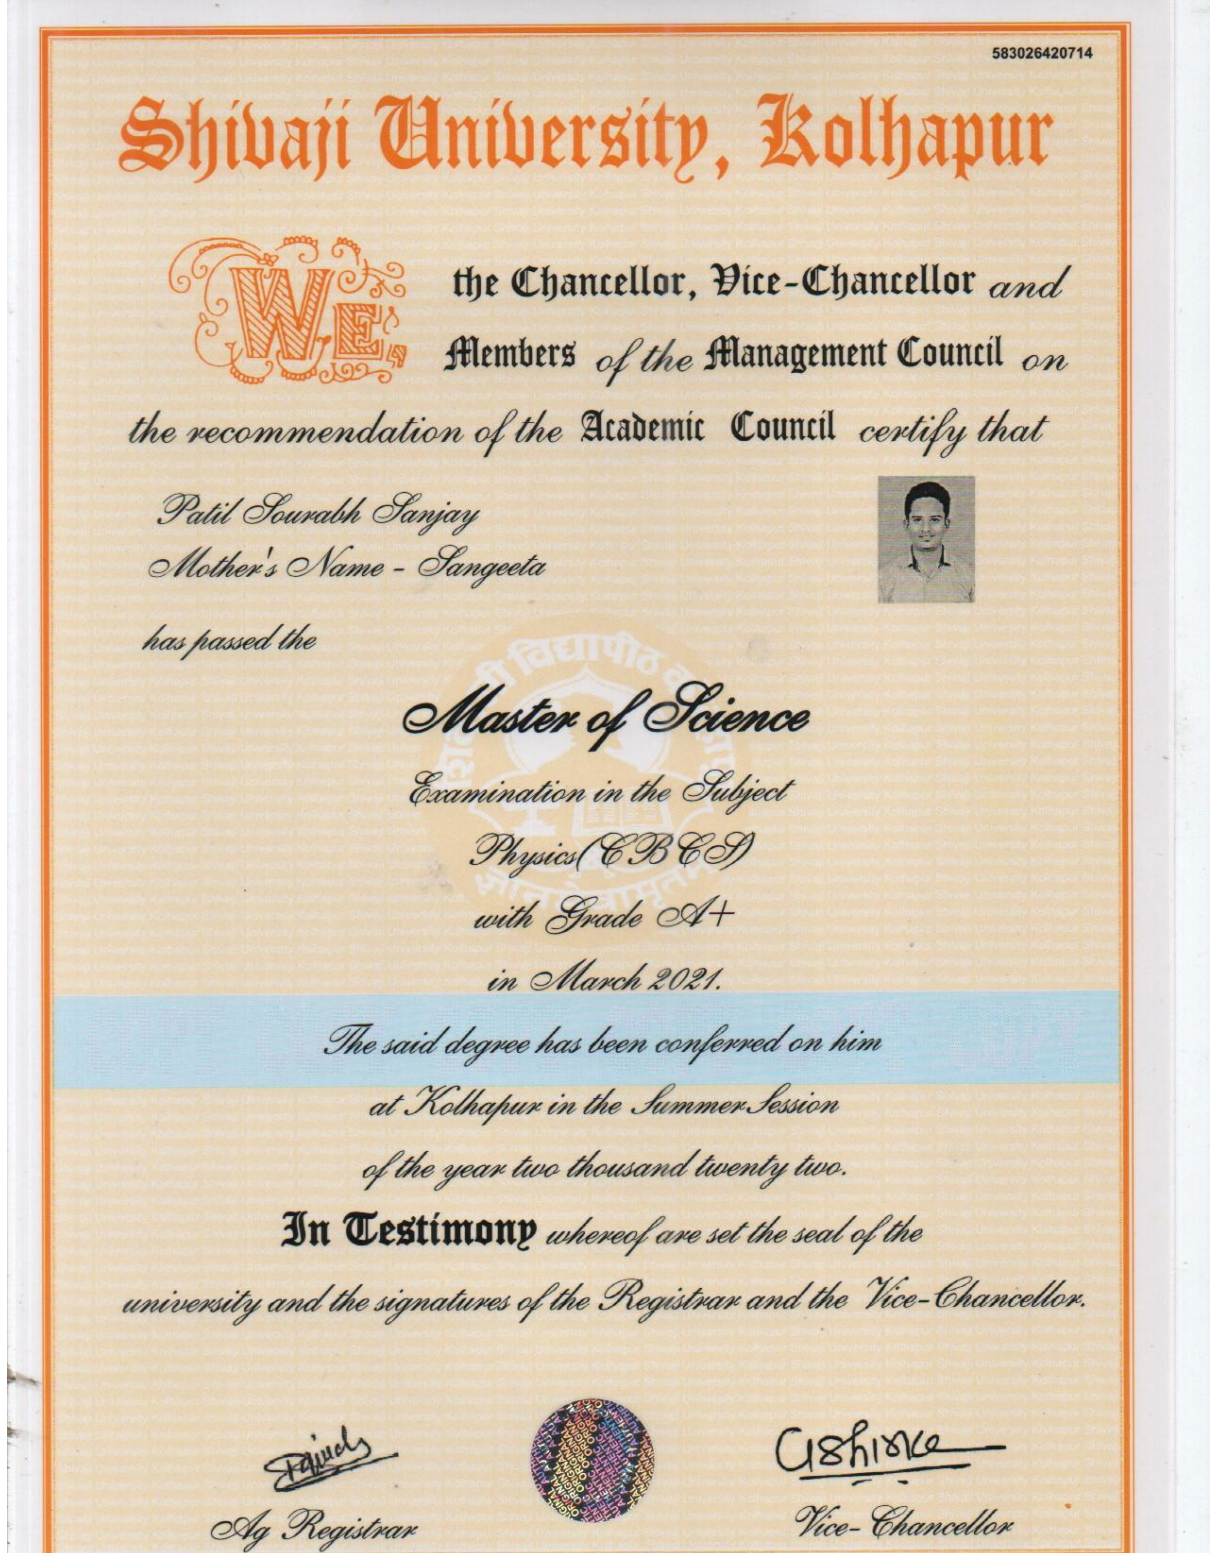 583026420714
Shivaji University, Kolhapur
WE, the Chancellor, Vice-Chancellor and
Members of the Management Council on
the recommendation of the Academic Council certify that
Patil Sourabh Sanjay
Mother's Name - Sangeeta
has passed the
Master of Science
Examination in the Subject
Physics(CBCS)
with Grade A+
in March 2021.
The said degree has been conferred on him
at Kolhapur in the Summer Session
of the year two thousand twenty two.
In Testimony whereof are set the seal of the
university and the signatures of the Registrar and the Vice-Chancellor.
ORIGINAL
Ag Registrar
Vice-Chancellor